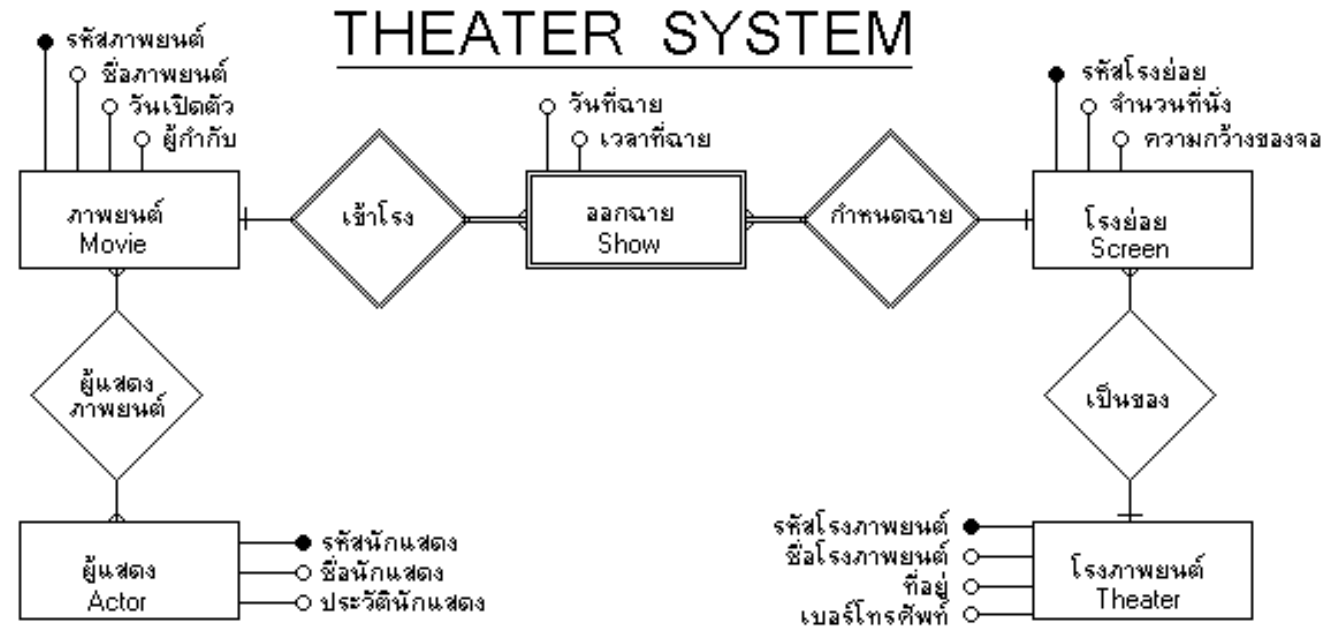 THEATER SYSTEM
รหัสภาพยนต์
ชื่อภาพยนต์
วันเปิดตัว
ผู้กำกับ
วันที่ฉาย
เวลาที่ฉาย
รหัสโรงย่อย
จำนวนที่นั่ง
ความกว้างของจอ
ภาพยนต์
Movie
เข้าโรง
ออกฉาย
Show
กำหนดฉาย
โรงย่อย
Screen
ผู้แสดง
ภาพยนต์
เป็นของ
ผู้แสดง
Actor
รหัสนักแสดง
ชื่อนักแสดง
ประวัตินักแสดง
รหัสโรงภาพยนต์
ชื่อโรงภาพยนต์
ที่อยู่
เบอร์โทรศัพท์
โรงภาพยนต์
Theater